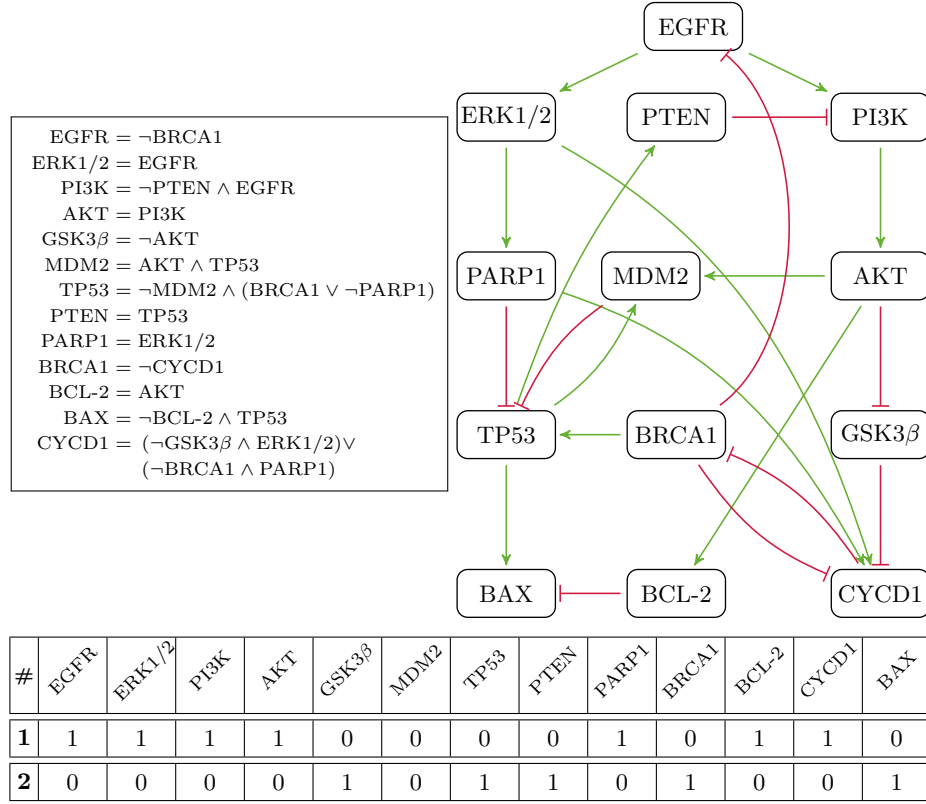 EGFR
ERK1/2
PTEN
PI3K
EGFR = ¬BRCA1
ERK1/2 = EGFR
PI3K = ¬PTEN ∧ EGFR
AKT = PI3K
GSK3β = ¬AKT
MDM2 = AKT ∧ TP53
TP53 = ¬MDM2 ∧ (BRCA1 ∨ ¬PARP1)
PTEN = TP53
PARP1 = ERK1/2
BRCA1 = ¬CYCD1
BCL-2 = AKT
BAX = ¬BCL-2 ∧ TP53
CYCD1 = (¬GSK3β ∧ ERK1/2)∨
(¬BRCA1 ∧ PARP1)
PARP1
MDM2
AKT
TP53
BRCA1
GSK3β
BAX
BCL-2
CYCD1
# EGFR ERK1/2 PI3K AKT GSK3β MDM2 TP53 PTEN PARP1 BRCA1 BCL-2 CYCD1 BAX
1 1 1 1 1 0 0 0 0 1 0 1 1 0
2 0 0 0 0 1 0 1 1 0 1 0 0 1